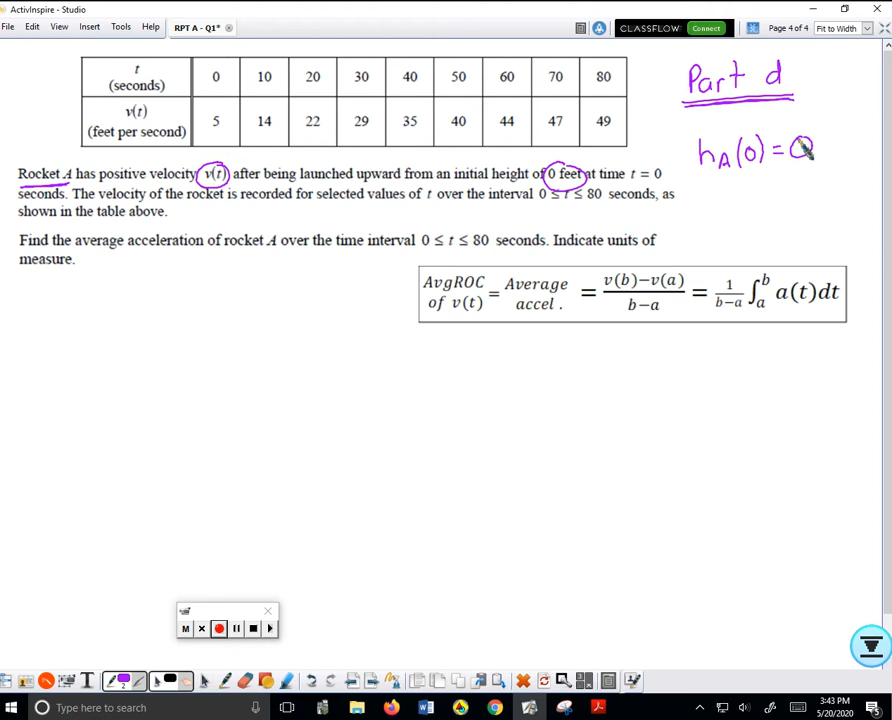 ActivInspire - Studio
File Edit View Insert Tools Help RPT A - Q1* CLASSFLOW Connect Page 4 of 4 Fit to Width
t (seconds) 0 10 20 30 40 50 60 70 80
v(t) (feet per second) 5 14 22 29 35 40 44 47 49
Part d
h_A(0) = 0
Rocket A has positive velocity v(t) after being launched upward from an initial height of 0 feet at time t = 0
seconds. The velocity of the rocket is recorded for selected values of t over the interval 0 ≤ t ≤ 80 seconds, as
shown in the table above.
Find the average acceleration of rocket A over the time interval 0 ≤ t ≤ 80 seconds. Indicate units of
measure.
AvgROC of v(t) = Average accel . = v(b)−v(a) / b−a = 1 / b−a ∫_a^b a(t)dt
M
T 2
Type here to search
3:43 PM
5/20/2020
5